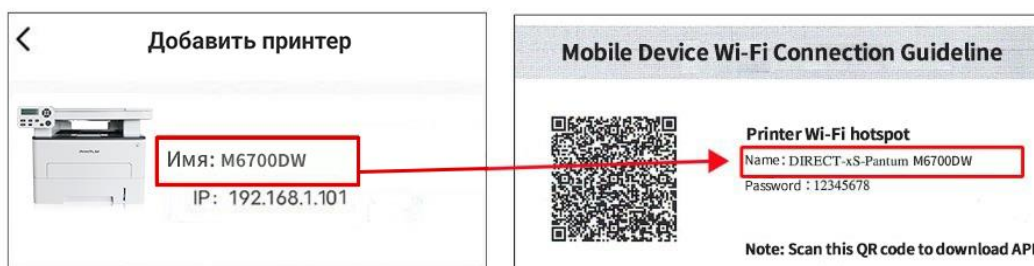 Добавить принтер
Имя: M6700DW
IP: 192.168.1.101
Mobile Device Wi-Fi Connection Guideline
Printer Wi-Fi hotspot
Name: DIRECT-xS-Pantum M6700DW
Password : 12345678
Note: Scan this QR code to download